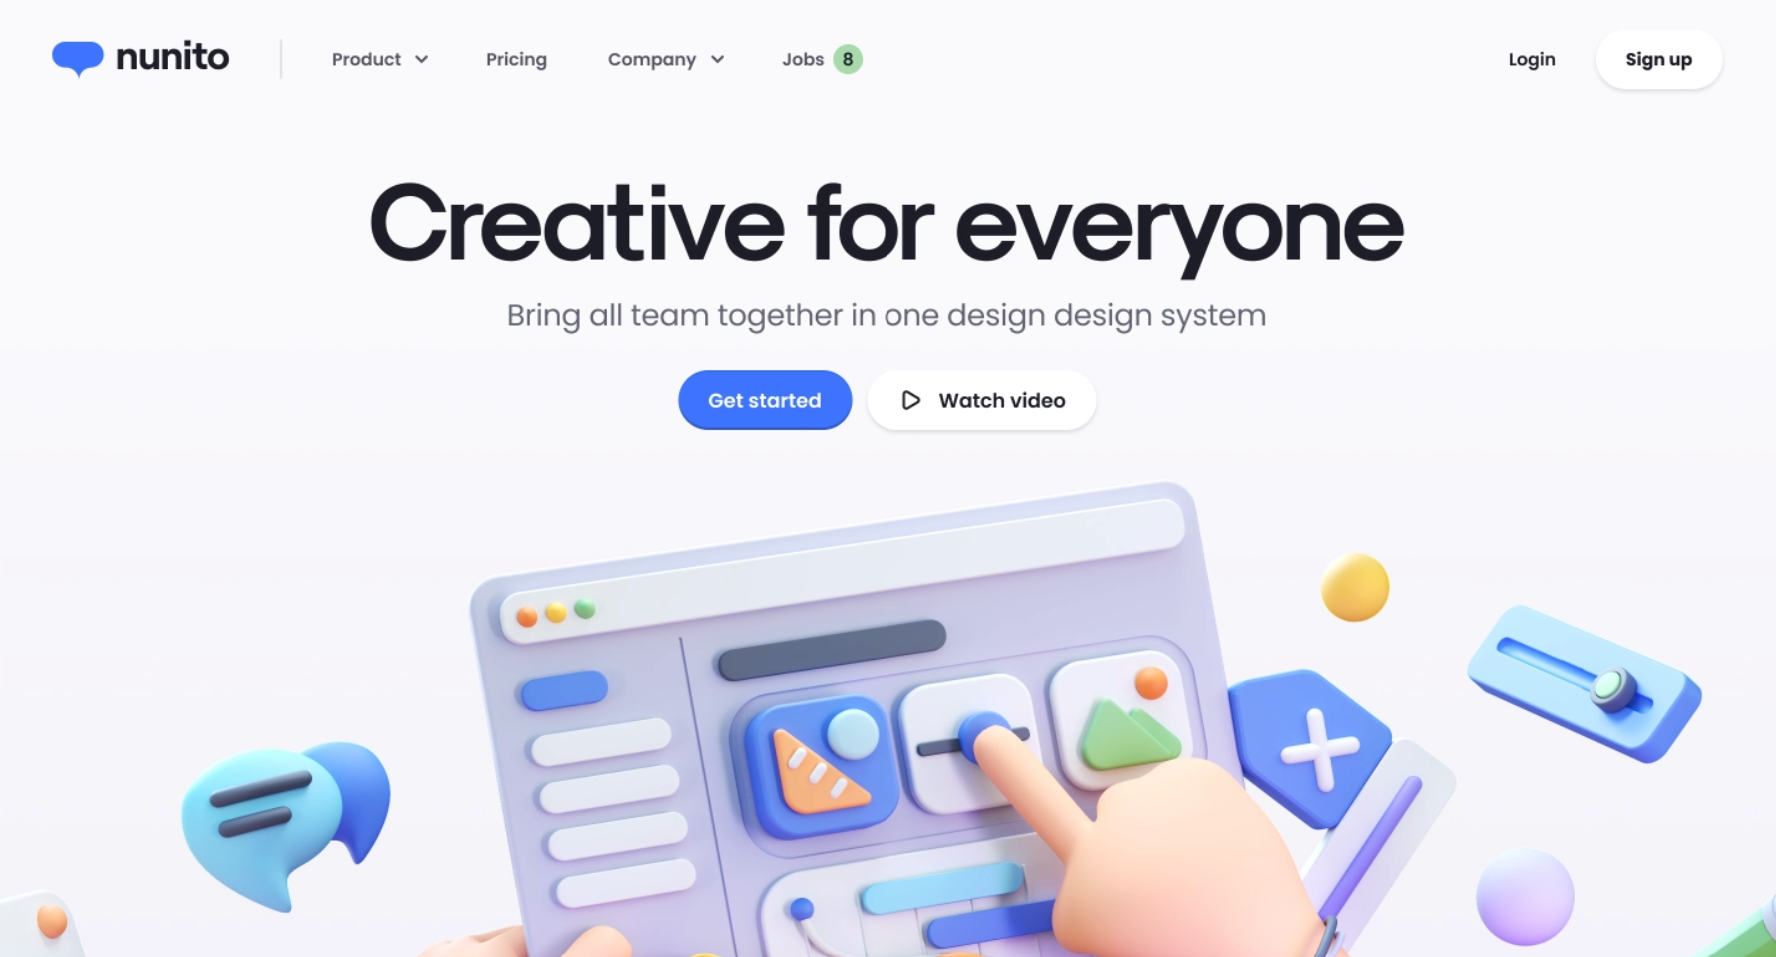 nunito
Product
Pricing
Company
Jobs 8
Login
Sign up
Creative for everyone
Bring all team together in one design design system
Get started
Watch video